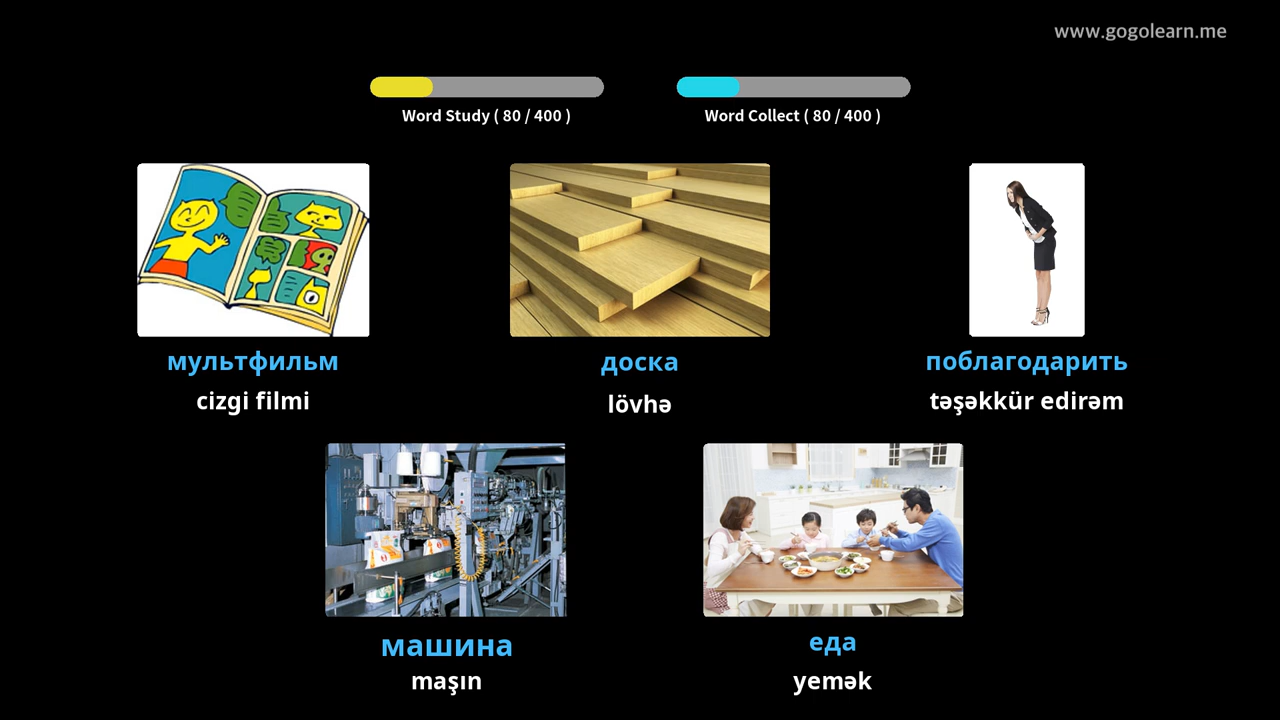 www.gogolearn.me
Word Study ( 80 / 400 )
Word Collect ( 80 / 400 )
мультфильм
cizgi filmi
доска
lövhə
поблагодарить
təşəkkür edirəm
машина
maşın
еда
yemək